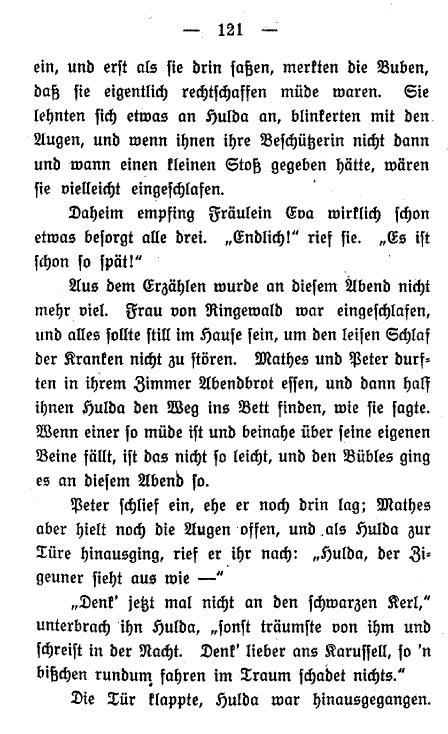 — 121 —
ein, und erst als sie drin saßen, merkten die Buben,
daß sie eigentlich rechtschaffen müde waren. Sie
lehnten sich etwas an Hulda an, blinkerten mit den
Augen, und wenn ihnen ihre Beschützerin nicht dann
und wann einen kleinen Stoß gegeben hätte, wären
sie vielleicht eingeschlafen.
Daheim empfing Fräulein Eva wirklich schon
etwas besorgt alle drei. „Endlich!“ rief sie. „Es ist
schon so spät!“
Aus dem Erzählen wurde an diesem Abend nicht
mehr viel. Frau von Ringewald war eingeschlafen,
und alles sollte still im Hause sein, um den leisen Schlaf
der Kranken nicht zu stören. Mathes und Peter durf-
ten in ihrem Zimmer Abendbrot essen, und dann half
ihnen Hulda den Weg ins Bett finden, wie sie sagte.
Wenn einer so müde ist und beinahe über seine eigenen
Beine fällt, ist das nicht so leicht, und den Bübles ging
es an diesem Abend so.
Peter schlief ein, ehe er noch drin lag; Mathes
aber hielt noch die Augen offen, und als Hulda zur
Türe hinausging, rief er ihr nach: „Hulda, der Zi-
geuner sieht aus wie —“
„Denk’ jetzt mal nicht an den schwarzen Kerl,“
unterbrach ihn Hulda, „sonst träumste von ihm und
schreist in der Nacht. Denk’ lieber ans Karussell, so ’n
bißchen rundum fahren im Traum schadet nichts.“
Die Tür klappte, Hulda war hinausgegangen.